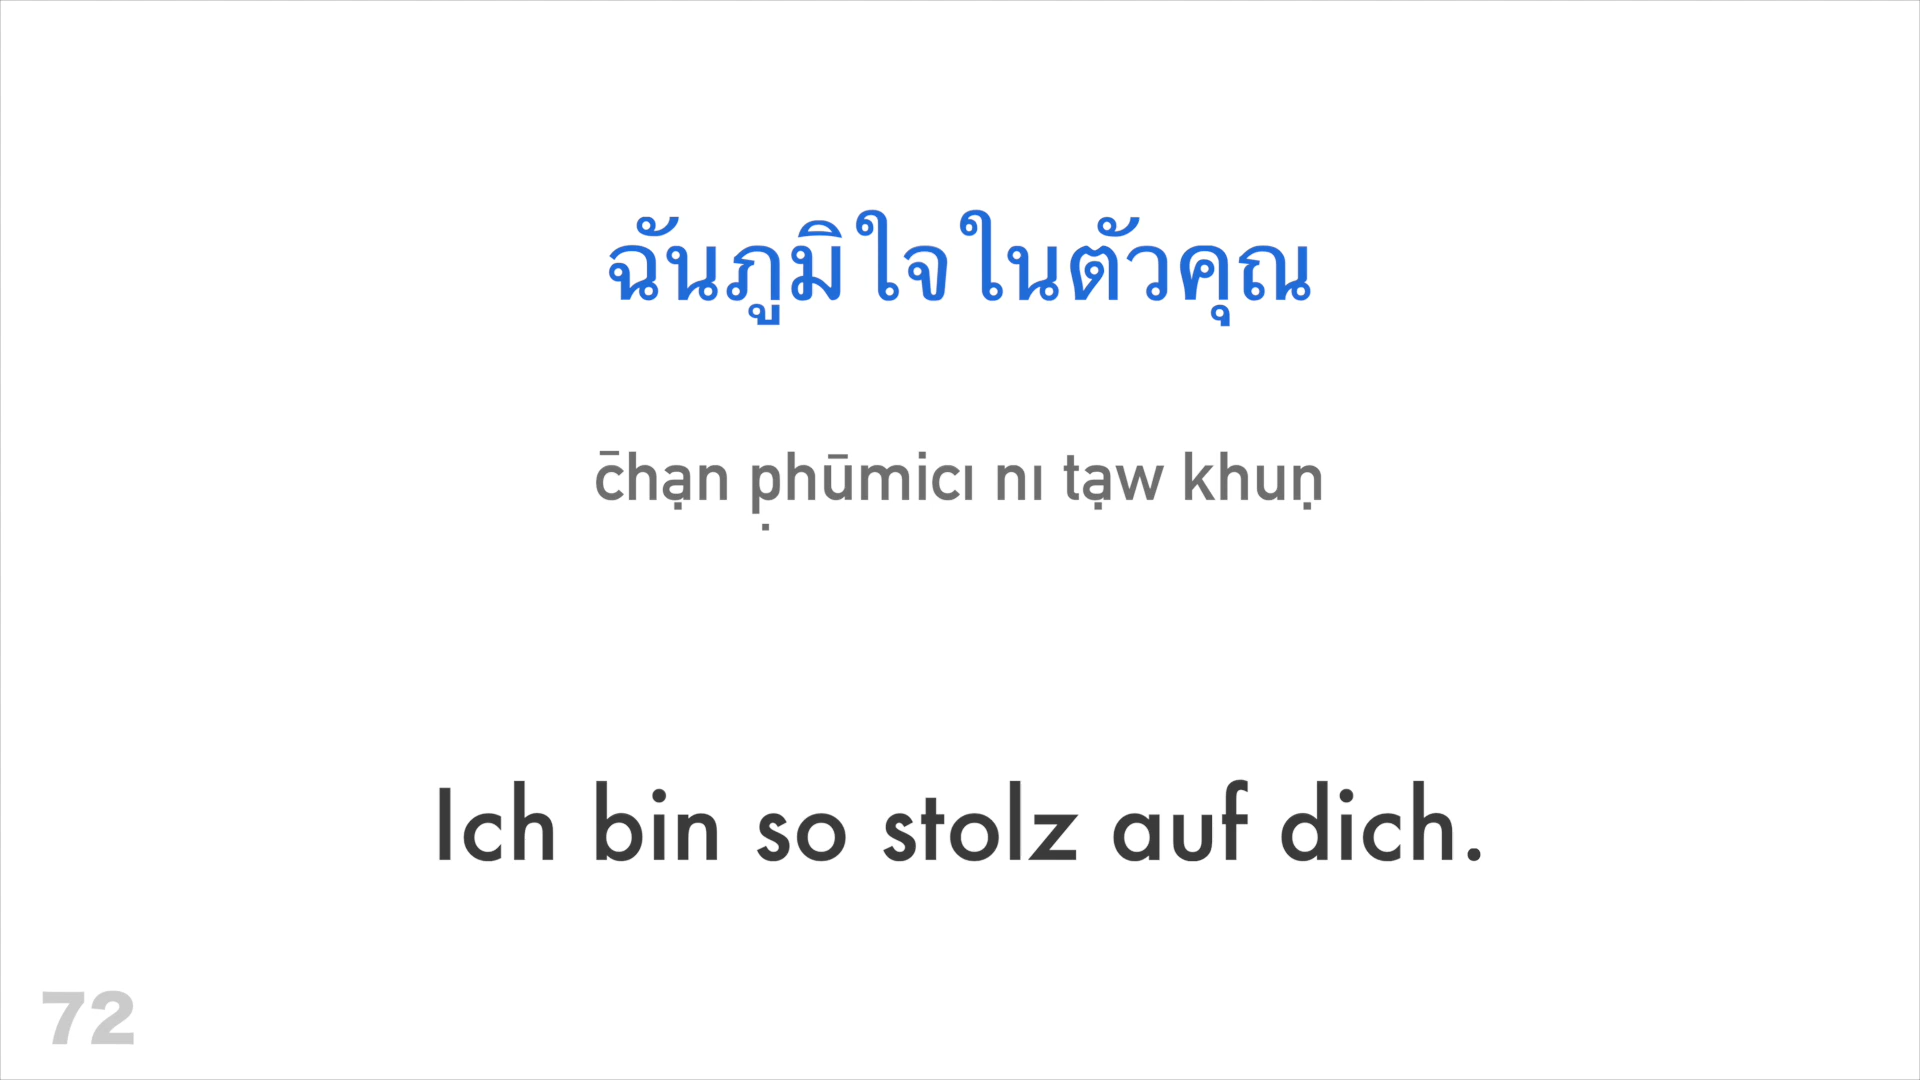 ฉันภูมิใจในตัวคุณ
c̄hạn p̣hūmicı nı tạw khuṇ
Ich bin so stolz auf dich.
72